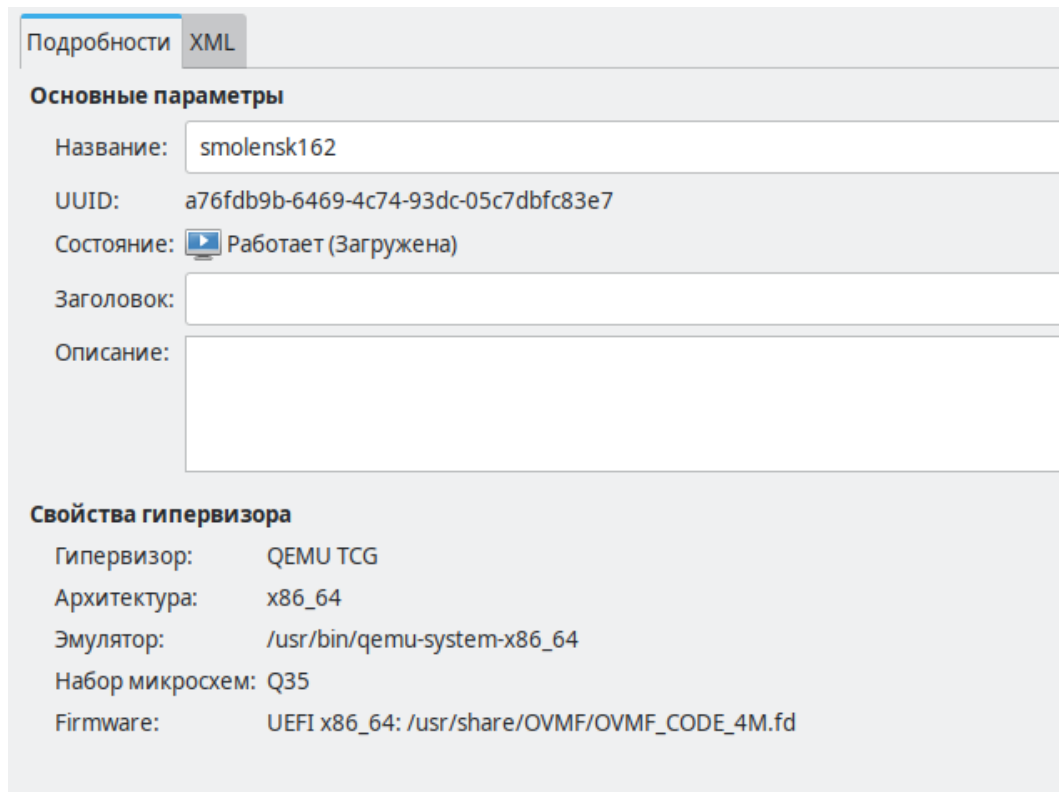 Подробности XML
Основные параметры
Название: smolensk162
UUID: a76fdb9b-6469-4c74-93dc-05c7dbfc83e7
Состояние: Работает (Загружена)
Заголовок:
Описание:
Свойства гипервизора
Гипервизор: QEMU TCG
Архитектура: x86_64
Эмулятор: /usr/bin/qemu-system-x86_64
Набор микросхем: Q35
Firmware: UEFI x86_64: /usr/share/OVMF/OVMF_CODE_4M.fd